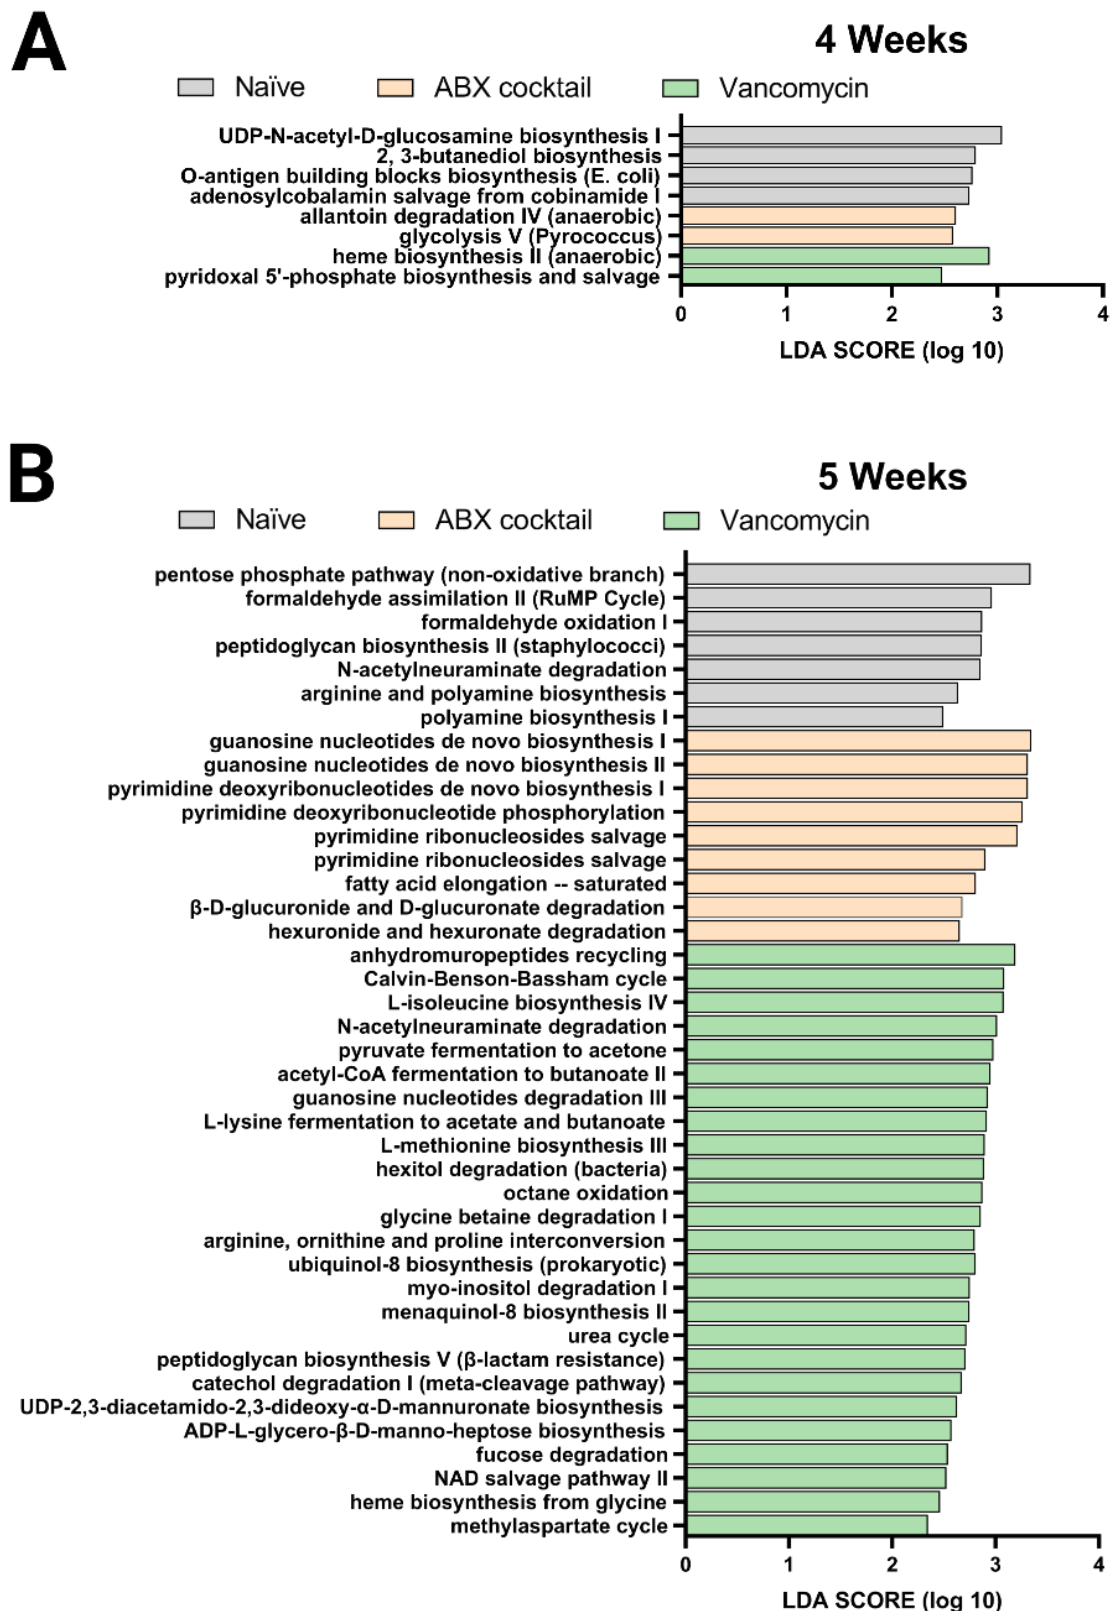 A
4 Weeks
Naïve ABX cocktail Vancomycin
UDP-N-acetyl-D-glucosamine biosynthesis I
2, 3-butanediol biosynthesis
O-antigen building blocks biosynthesis (E. coli)
adenosylcobalamin salvage from cobinamide I
allantoin degradation IV (anaerobic)
glycolysis V (Pyrococcus)
heme biosynthesis II (anaerobic)
pyridoxal 5'-phosphate biosynthesis and salvage
0 1 2 3 4
LDA SCORE (log 10)
B
5 Weeks
Naïve ABX cocktail Vancomycin
pentose phosphate pathway (non-oxidative branch)
formaldehyde assimilation II (RuMP Cycle)
formaldehyde oxidation I
peptidoglycan biosynthesis II (staphylococci)
N-acetylneuraminate degradation
arginine and polyamine biosynthesis
polyamine biosynthesis I
guanosine nucleotides de novo biosynthesis I
guanosine nucleotides de novo biosynthesis II
pyrimidine deoxyribonucleotides de novo biosynthesis I
pyrimidine deoxyribonucleotide phosphorylation
pyrimidine ribonucleosides salvage
pyrimidine ribonucleosides salvage
fatty acid elongation -- saturated
β-D-glucuronide and D-glucuronate degradation
hexuronide and hexuronate degradation
anhydromuropeptides recycling
Calvin-Benson-Bassham cycle
L-isoleucine biosynthesis IV
N-acetylneuraminate degradation
pyruvate fermentation to acetone
acetyl-CoA fermentation to butanoate II
guanosine nucleotides degradation III
L-lysine fermentation to acetate and butanoate
L-methionine biosynthesis III
hexitol degradation (bacteria)
octane oxidation
glycine betaine degradation I
arginine, ornithine and proline interconversion
ubiquinol-8 biosynthesis (prokaryotic)
myo-inositol degradation I
menaquinol-8 biosynthesis II
urea cycle
peptidoglycan biosynthesis V (β-lactam resistance)
catechol degradation I (meta-cleavage pathway)
UDP-2,3-diacetamido-2,3-dideoxy-α-D-mannuronate biosynthesis
ADP-L-glycero-β-D-manno-heptose biosynthesis
fucose degradation
NAD salvage pathway II
heme biosynthesis from glycine
methylaspartate cycle
0 1 2 3 4
LDA SCORE (log 10)